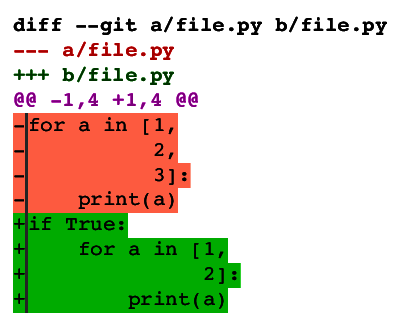 diff --git a/file.py b/file.py
--- a/file.py
+++ b/file.py
@@ -1,4 +1,4 @@
-for a in [1,
-          2,
-          3]:
-    print(a)
+if True:
+    for a in [1,
+              2]:
+        print(a)